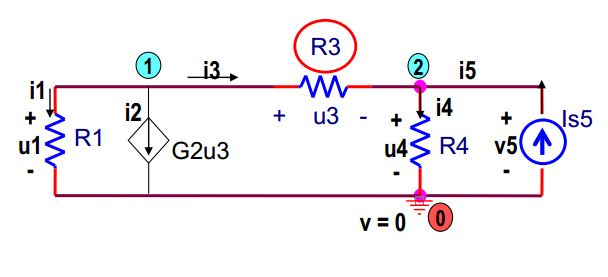 R3
1
i3
2
i5
i1
+
u1
-
R1
i2
G2u3
+ u3 -
i4
+
u4
-
R4
+
v5
-
Is5
v = 0
0